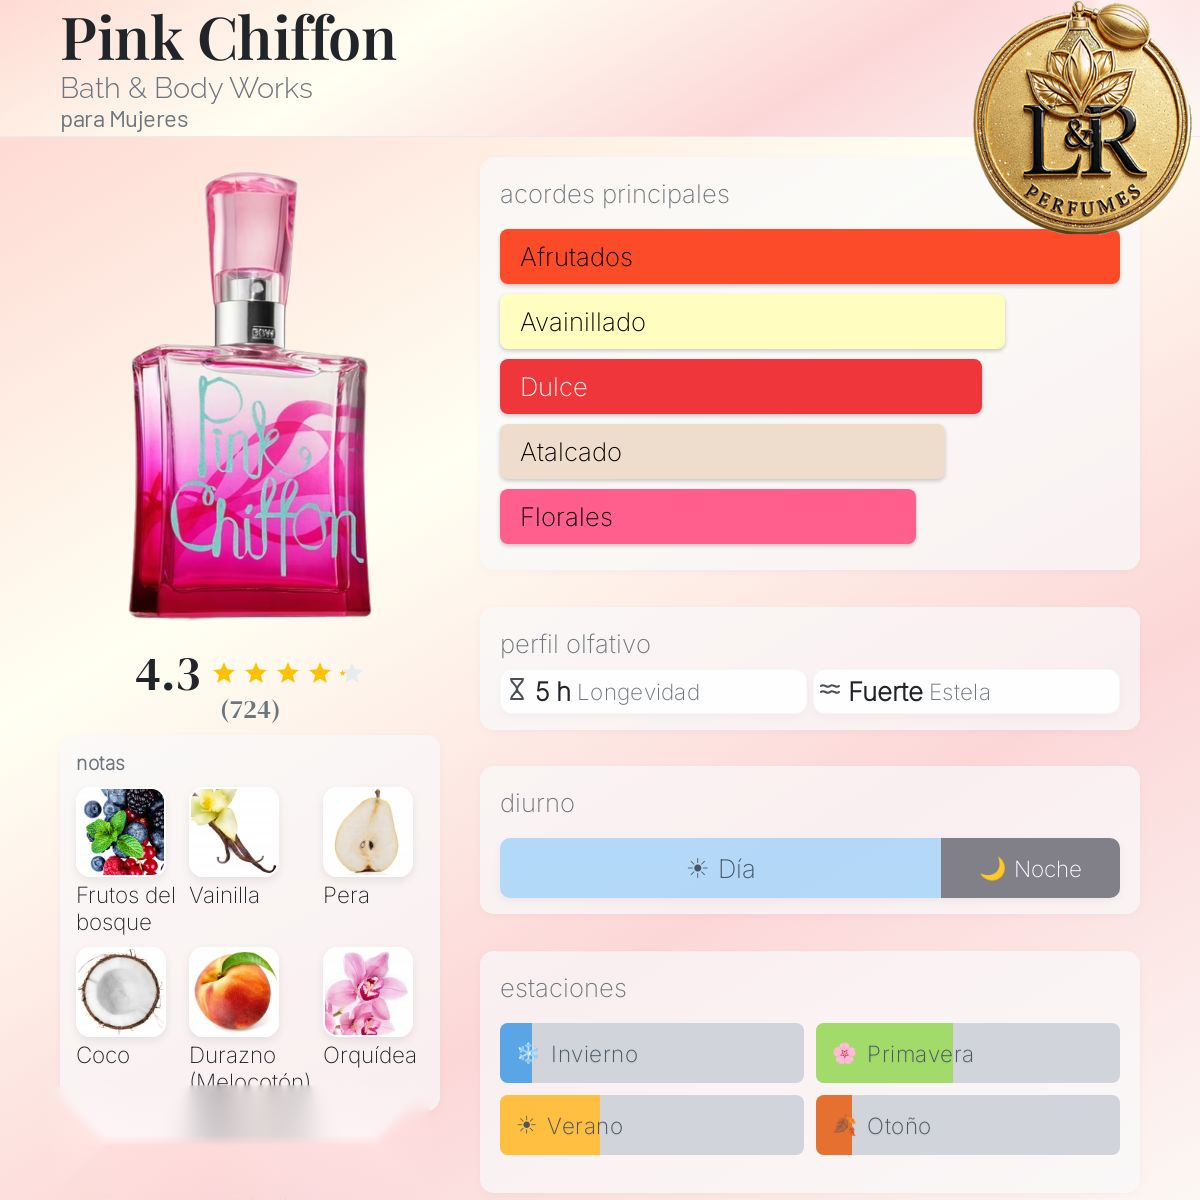 Pink Chiffon
Bath & Body Works
para Mujeres
L&R
PERFUMES
Pink
Chiffon
4.3
(724)
notas
Frutos del
bosque
Vainilla
Pera
Coco
Durazno
(Melocotón)
Orquídea
acordes principales
Afrutados
Avainillado
Dulce
Atalcado
Florales
perfil olfativo
5 h Longevidad
Fuerte Estela
diurno
Día
Noche
estaciones
Invierno
Primavera
Verano
Otoño